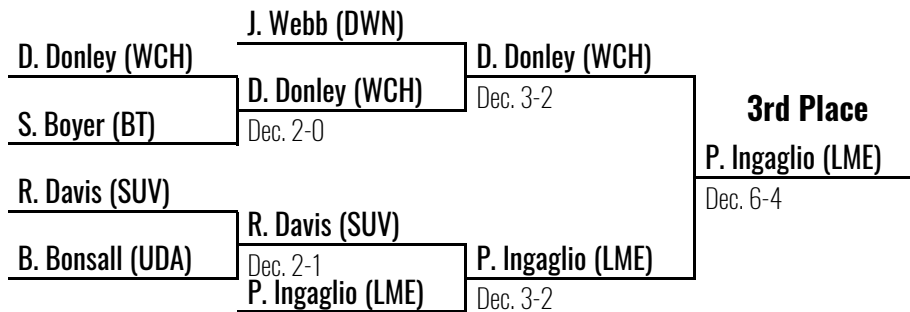 J. Webb (DWN)
D. Donley (WCH)
D. Donley (WCH)
D. Donley (WCH)
Dec. 3-2
3rd Place
S. Boyer (BT)
Dec. 2-0
P. Ingaglio (LME)
R. Davis (SUV)
Dec. 6-4
R. Davis (SUV)
B. Bonsall (UDA)
Dec. 2-1
P. Ingaglio (LME)
P. Ingaglio (LME)
Dec. 3-2